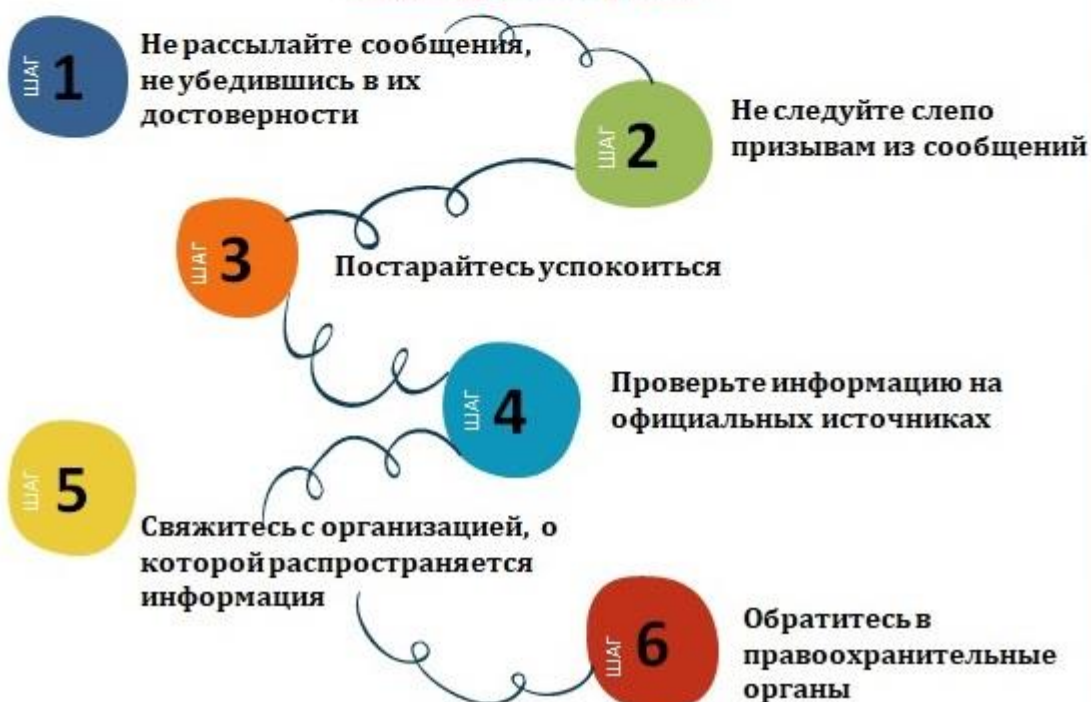 ШАГ 1
Не рассылайте сообщения,
не убедившись в их
достоверности
ШАГ 2
Не следуйте слепо
призывам из сообщений
ШАГ 3
Постарайтесь успокоиться
ШАГ 4
Проверьте информацию на
официальных источниках
ШАГ 5
Свяжитесь с организацией, о
которой распространяется
информация
ШАГ 6
Обратитесь в
правоохранительные
органы